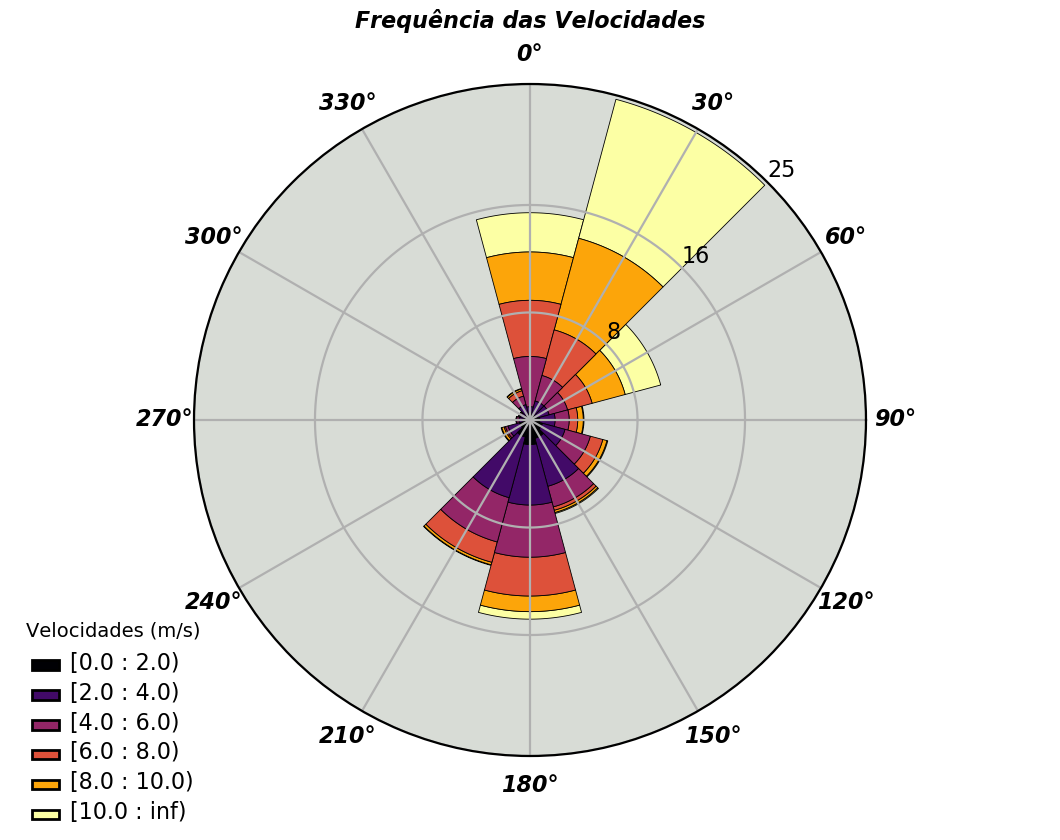 Frequência das Velocidades
0°
330°
30°
25
300°
60°
16
8
270°
90°
240°
120°
210°
150°
180°
Velocidades (m/s)
[0.0 : 2.0)
[2.0 : 4.0)
[4.0 : 6.0)
[6.0 : 8.0)
[8.0 : 10.0)
[10.0 : inf)